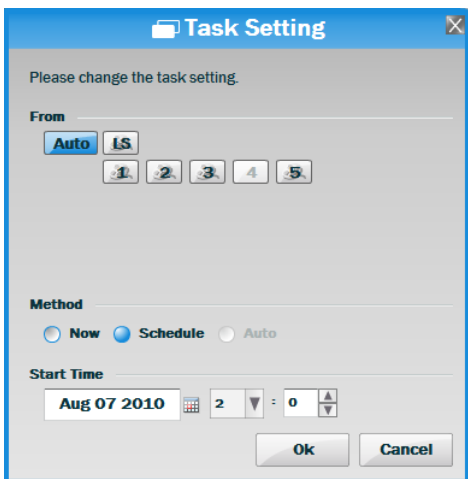 Task Setting
Please change the task setting.
From
Auto LS
1 2 3 4 5
Method
Now Schedule Auto
Start Time
Aug 07 2010 2 : 0
Ok Cancel